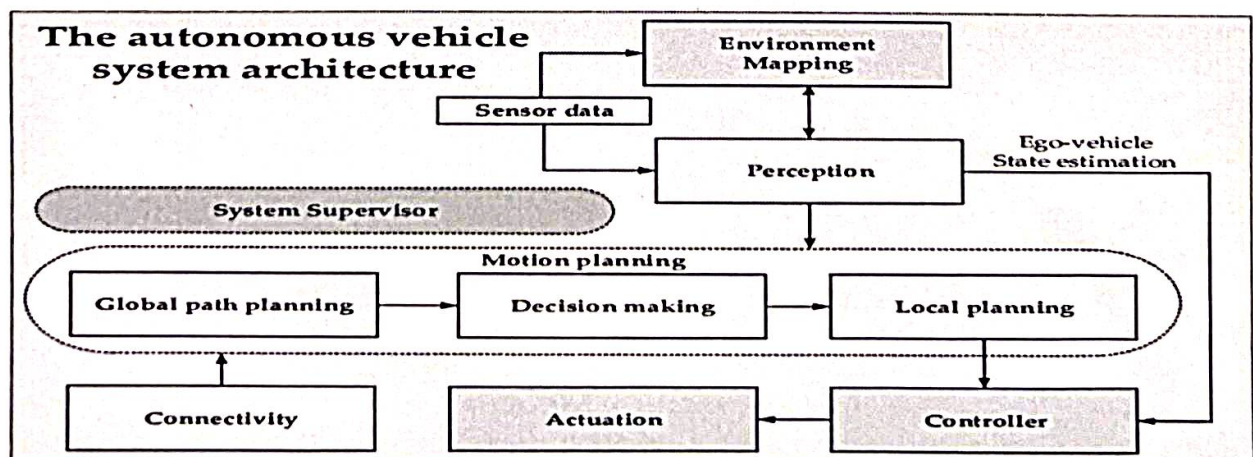 The autonomous vehicle
system architecture
Environment
Mapping
Sensor data
Ego-vehicle
State estimation
Perception
System Supervisor
Motion planning
Global path planning
Decision making
Local planning
Connectivity
Actuation
Controller